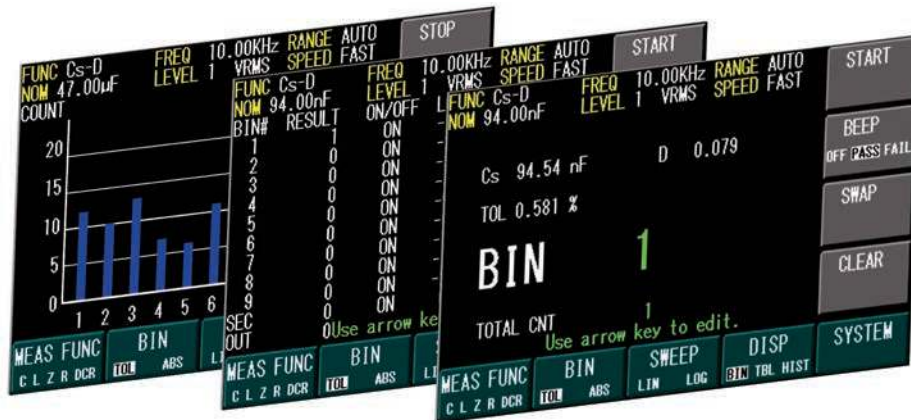 FUNC Cs-D
FREQ 10.00KHz RANGE AUTO
NOM 47.00µF
LEVEL 1 VRMS SPEED FAST
STOP
COUNT
20
15
10
5
0
1 2 3 4 5 6
MEAS FUNC
C L Z R DCR
BIN
TOL ABS
LI
FUNC Cs-D
FREQ 10.00KHz RANGE AUTO
NOM 94.00nF
LEVEL 1 VRMS SPEED FAST
START
BIN# RESULT ON/OFF L
1 1 ON -
2 0 ON -
3 0 ON -
4 0 ON -
5 0 ON -
6 0 ON -
7 0 ON -
8 0 ON -
9 0 ON -
SEC 0
OUT 0
Use arrow ke
MEAS FUNC
C L Z R DCR
BIN
TOL ABS
LI
FUNC Cs-D
FREQ 10.00KHz RANGE AUTO
NOM 94.00nF
LEVEL 1 VRMS SPEED FAST
START
Cs 94.54 nF D 0.079
TOL 0.581 %
BIN 1
TOTAL CNT 1
Use arrow key to edit.
BEEP
OFF PASS FAIL
SWAP
CLEAR
MEAS FUNC
C L Z R DCR
BIN
TOL ABS
SWEEP
LIN LOG
DISP
BIN TBL HIST
SYSTEM